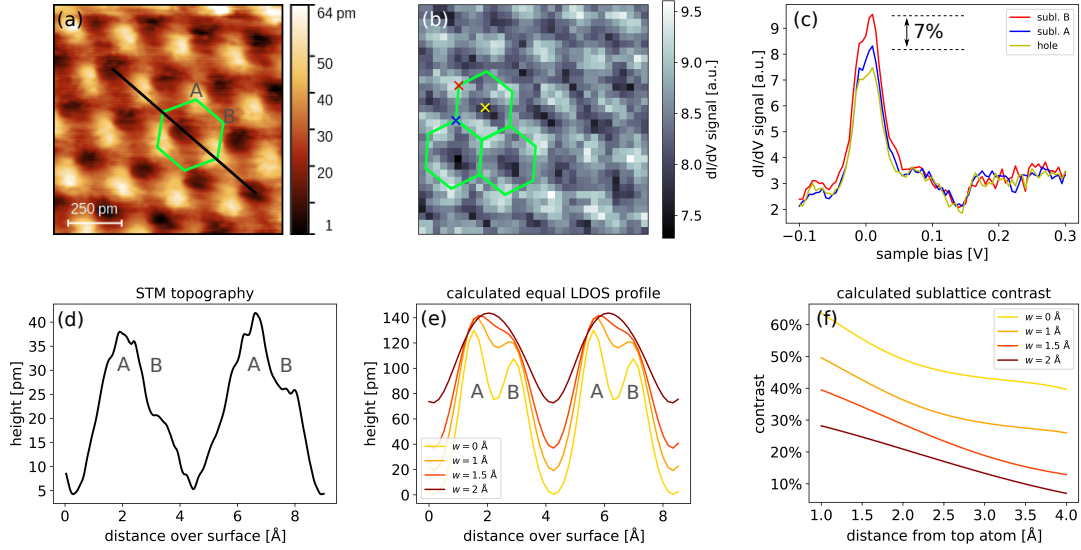 (a)
A
B
250 pm
64 pm
50
40
30
20
10
1
(b)
9.5
9.0
8.5
8.0
7.5
dI/dV signal [a.u.]
(c)
7%
subl. B
subl. A
hole
9
8
7
6
5
4
3
2
dI/dV signal [a.u.]
−0.1 0.0 0.1 0.2 0.3
sample bias [V]
STM topography
(d)
A B A B
40
35
30
25
20
15
10
5
height [pm]
0 2 4 6 8
distance over surface [Å]
calculated equal LDOS profile
(e)
A B A B
140
120
100
80
60
40
20
0
height [pm]
w = 0 Å
w = 1 Å
w = 1.5 Å
w = 2 Å
0 2 4 6 8
distance over surface [Å]
calculated sublattice contrast
(f)
w = 0 Å
w = 1 Å
w = 1.5 Å
w = 2 Å
60%
50%
40%
30%
20%
10%
contrast
1.0 1.5 2.0 2.5 3.0 3.5 4.0
distance from top atom [Å]